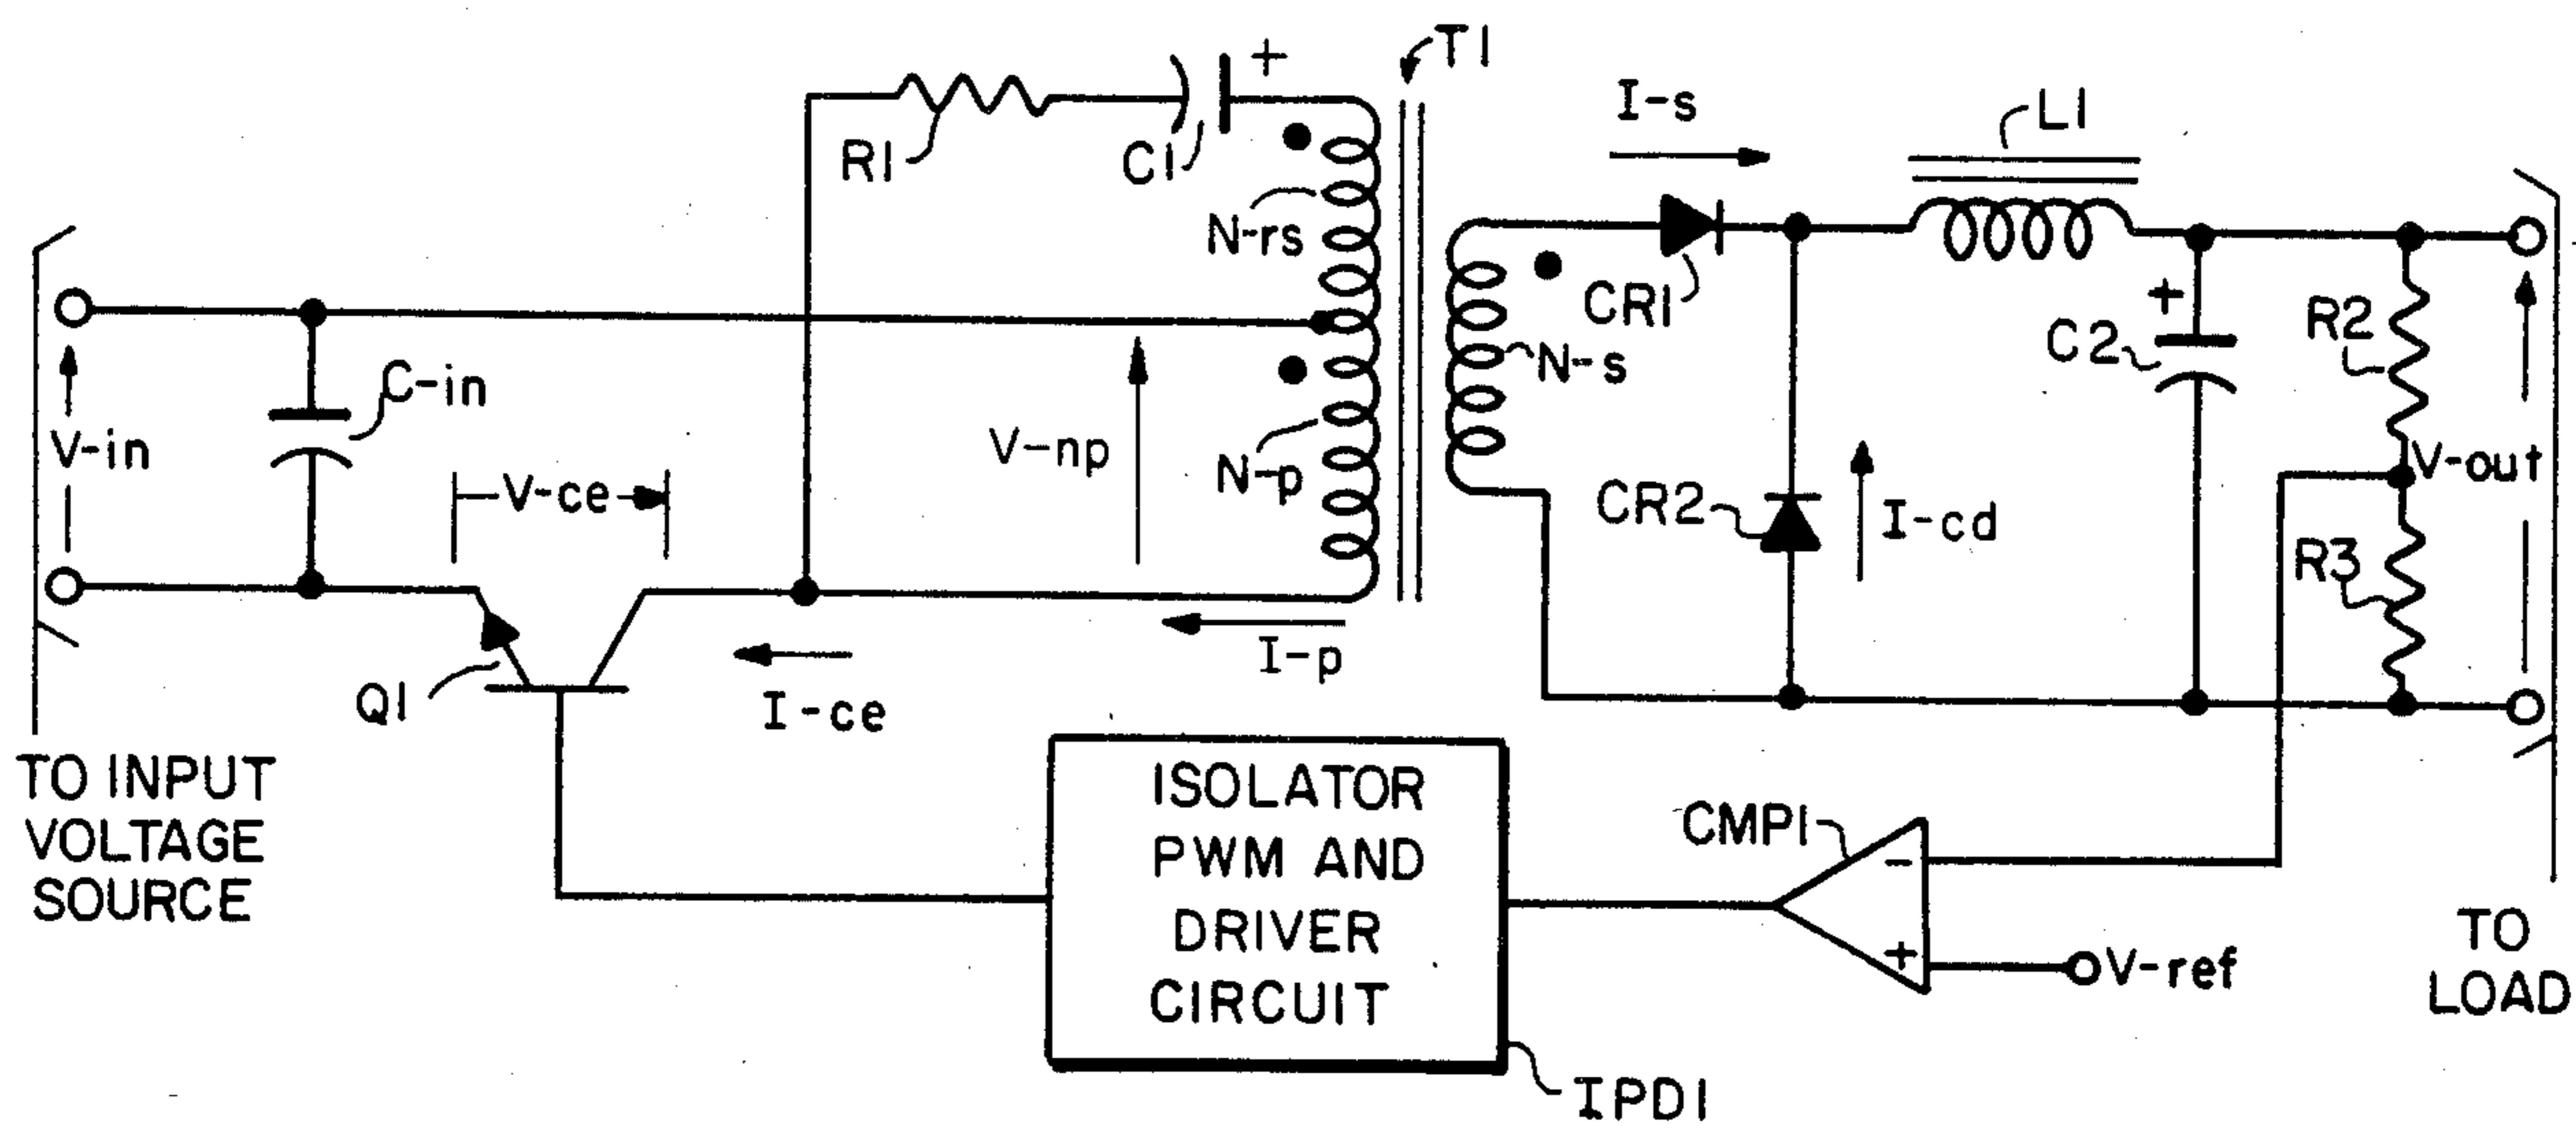 T1
+
I-s
L1
R1
C1
N-rs
CR1
+
C2
R2
C-in
V-in
V-np
N-p
N-s
V-ce
V-out
CR2
I-cd
R3
I-p
Q1
I-ce
TO INPUT
VOLTAGE
SOURCE
ISOLATOR
PWM AND
DRIVER
CIRCUIT
CMP1
-
+
V-ref
TO
LOAD
IPD1